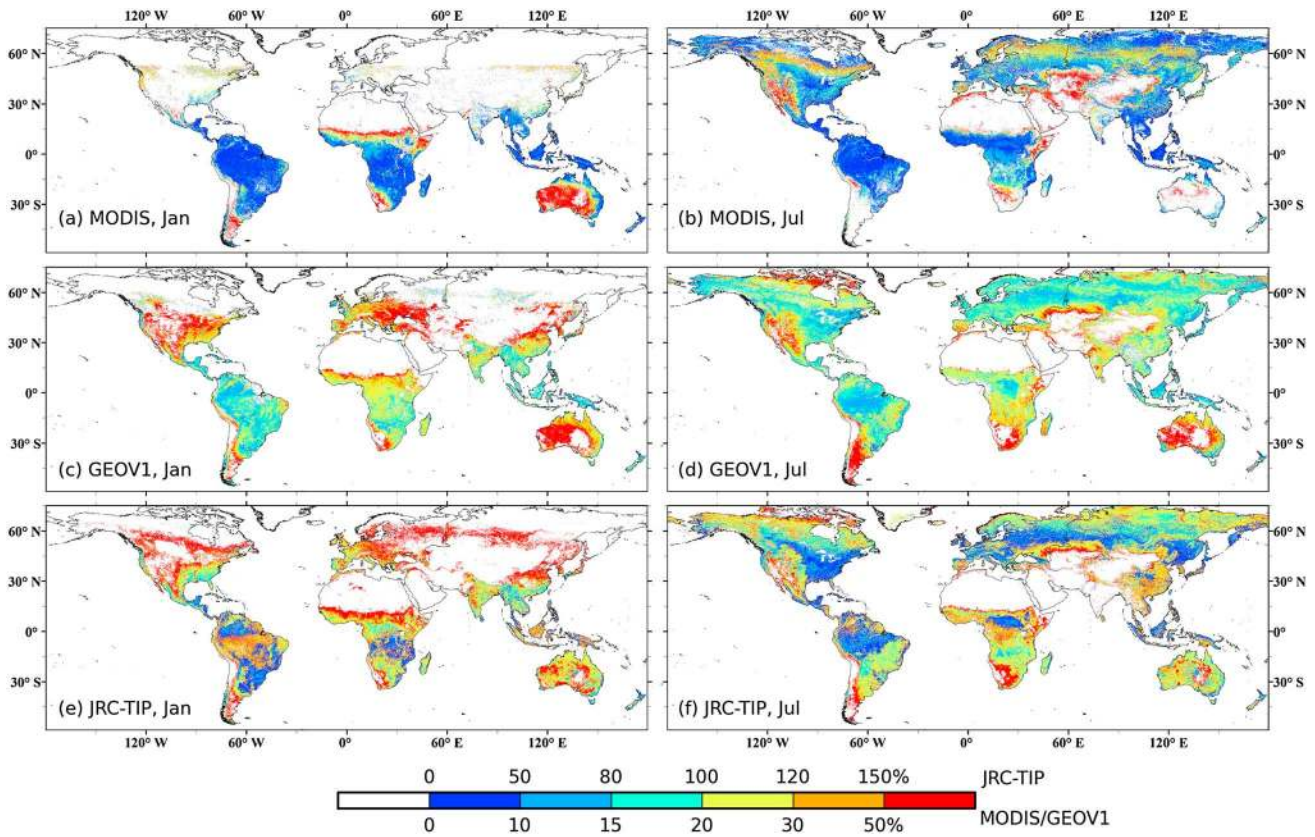 120° W 60° W 0° 60° E 120° E 120° W 60° W 0° 60° E 120° E
60° N 60° N
30° N 30° N
0° 0°
30° S 30° S
(a) MODIS, Jan (b) MODIS, Jul
60° N 60° N
30° N 30° N
0° 0°
30° S 30° S
(c) GEOV1, Jan (d) GEOV1, Jul
60° N 60° N
30° N 30° N
0° 0°
30° S 30° S
(e) JRC-TIP, Jan (f) JRC-TIP, Jul
120° W 60° W 0° 60° E 120° E 120° W 60° W 0° 60° E 120° E
0 50 80 100 120 150% JRC-TIP
0 10 15 20 30 50% MODIS/GEOV1